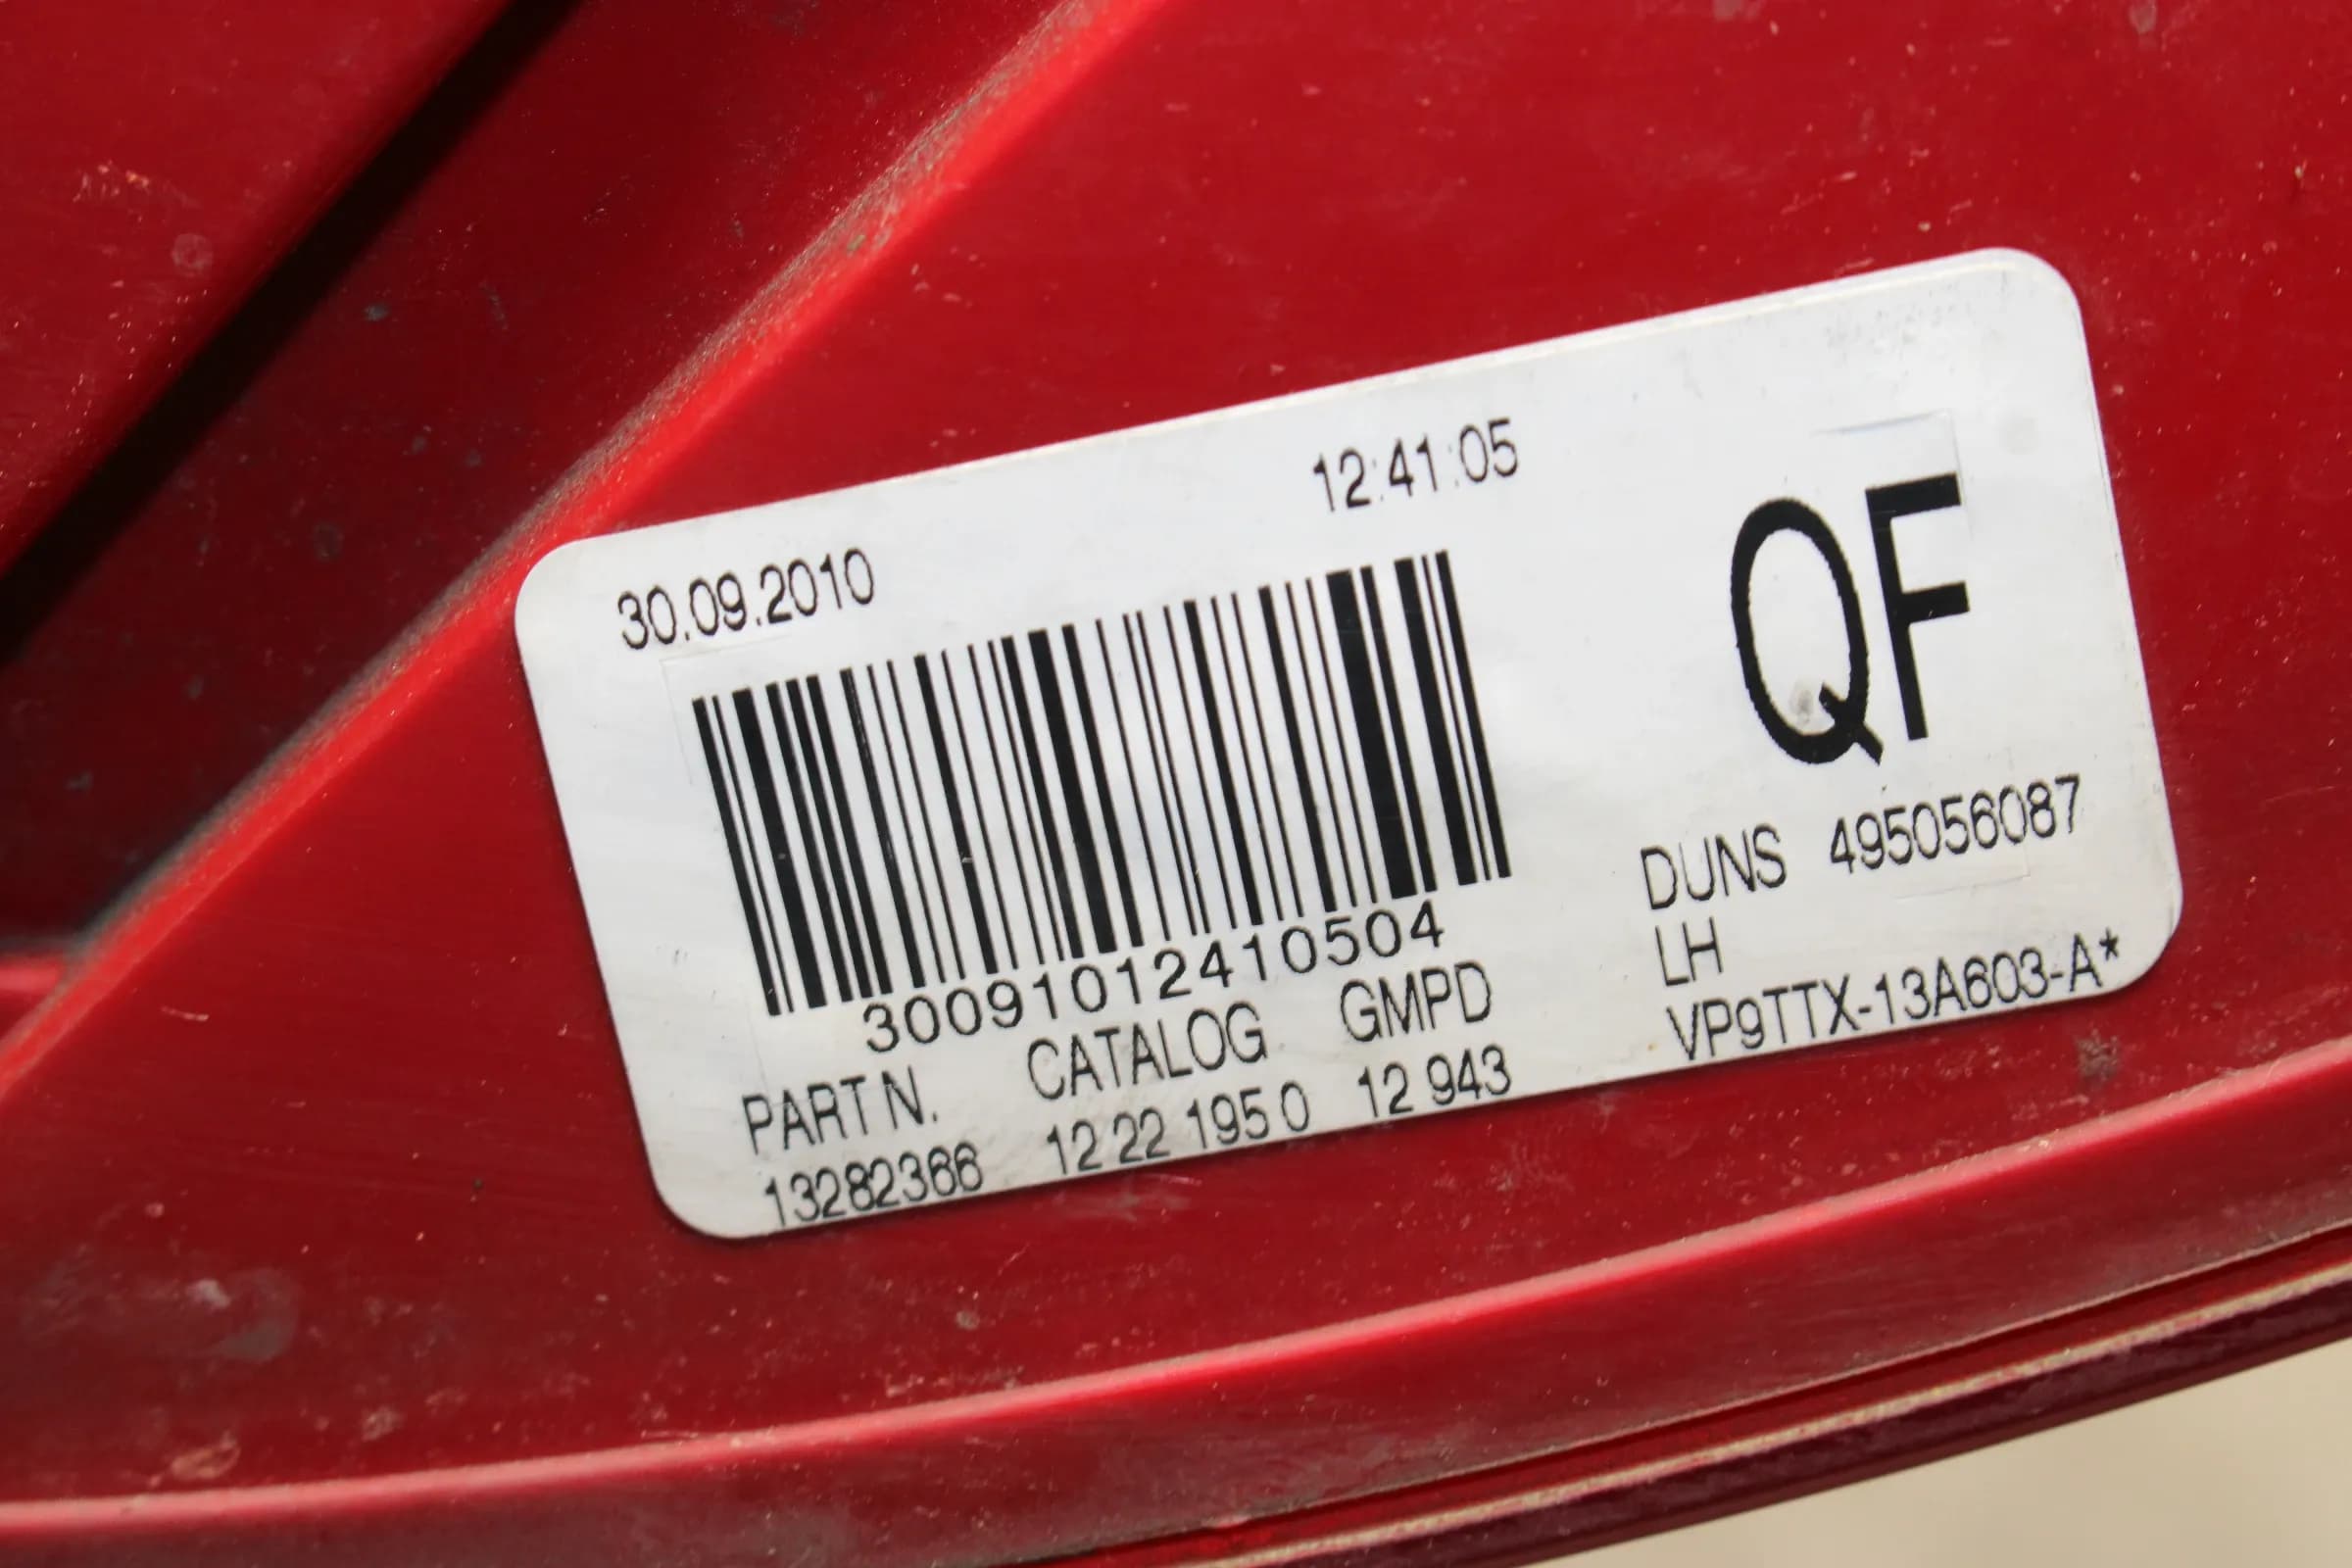 30.09.2010 12:41:05
QF
30091012410504
DUNS 495056087
PART N. CATALOG GMPD
LH
13282366 12 22 195 0 12 943
VP9TTX-13A603-A*